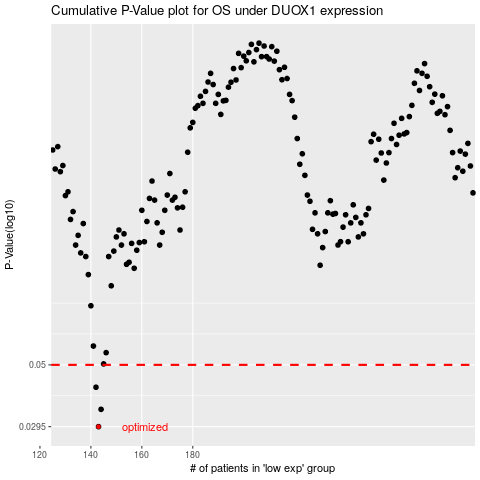 Cumulative P-Value plot for OS under DUOX1 expression
P-Value(log10)
0.05
0.0295
optimized
120 140 160 180
# of patients in 'low exp' group